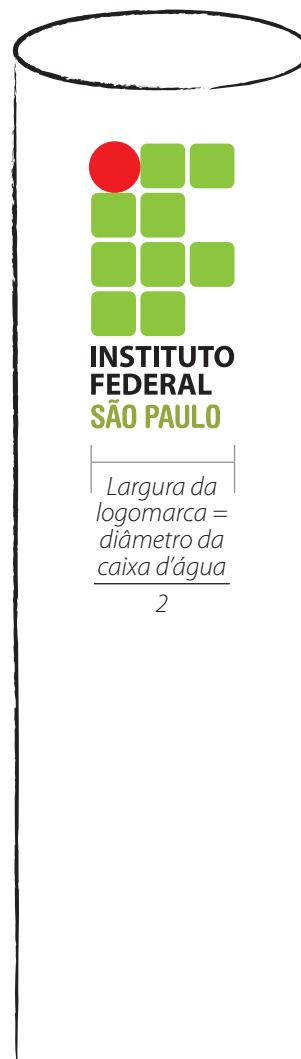 INSTITUTO
FEDERAL
SÃO PAULO
Largura da
logomarca =
diâmetro da
caixa d'água
2